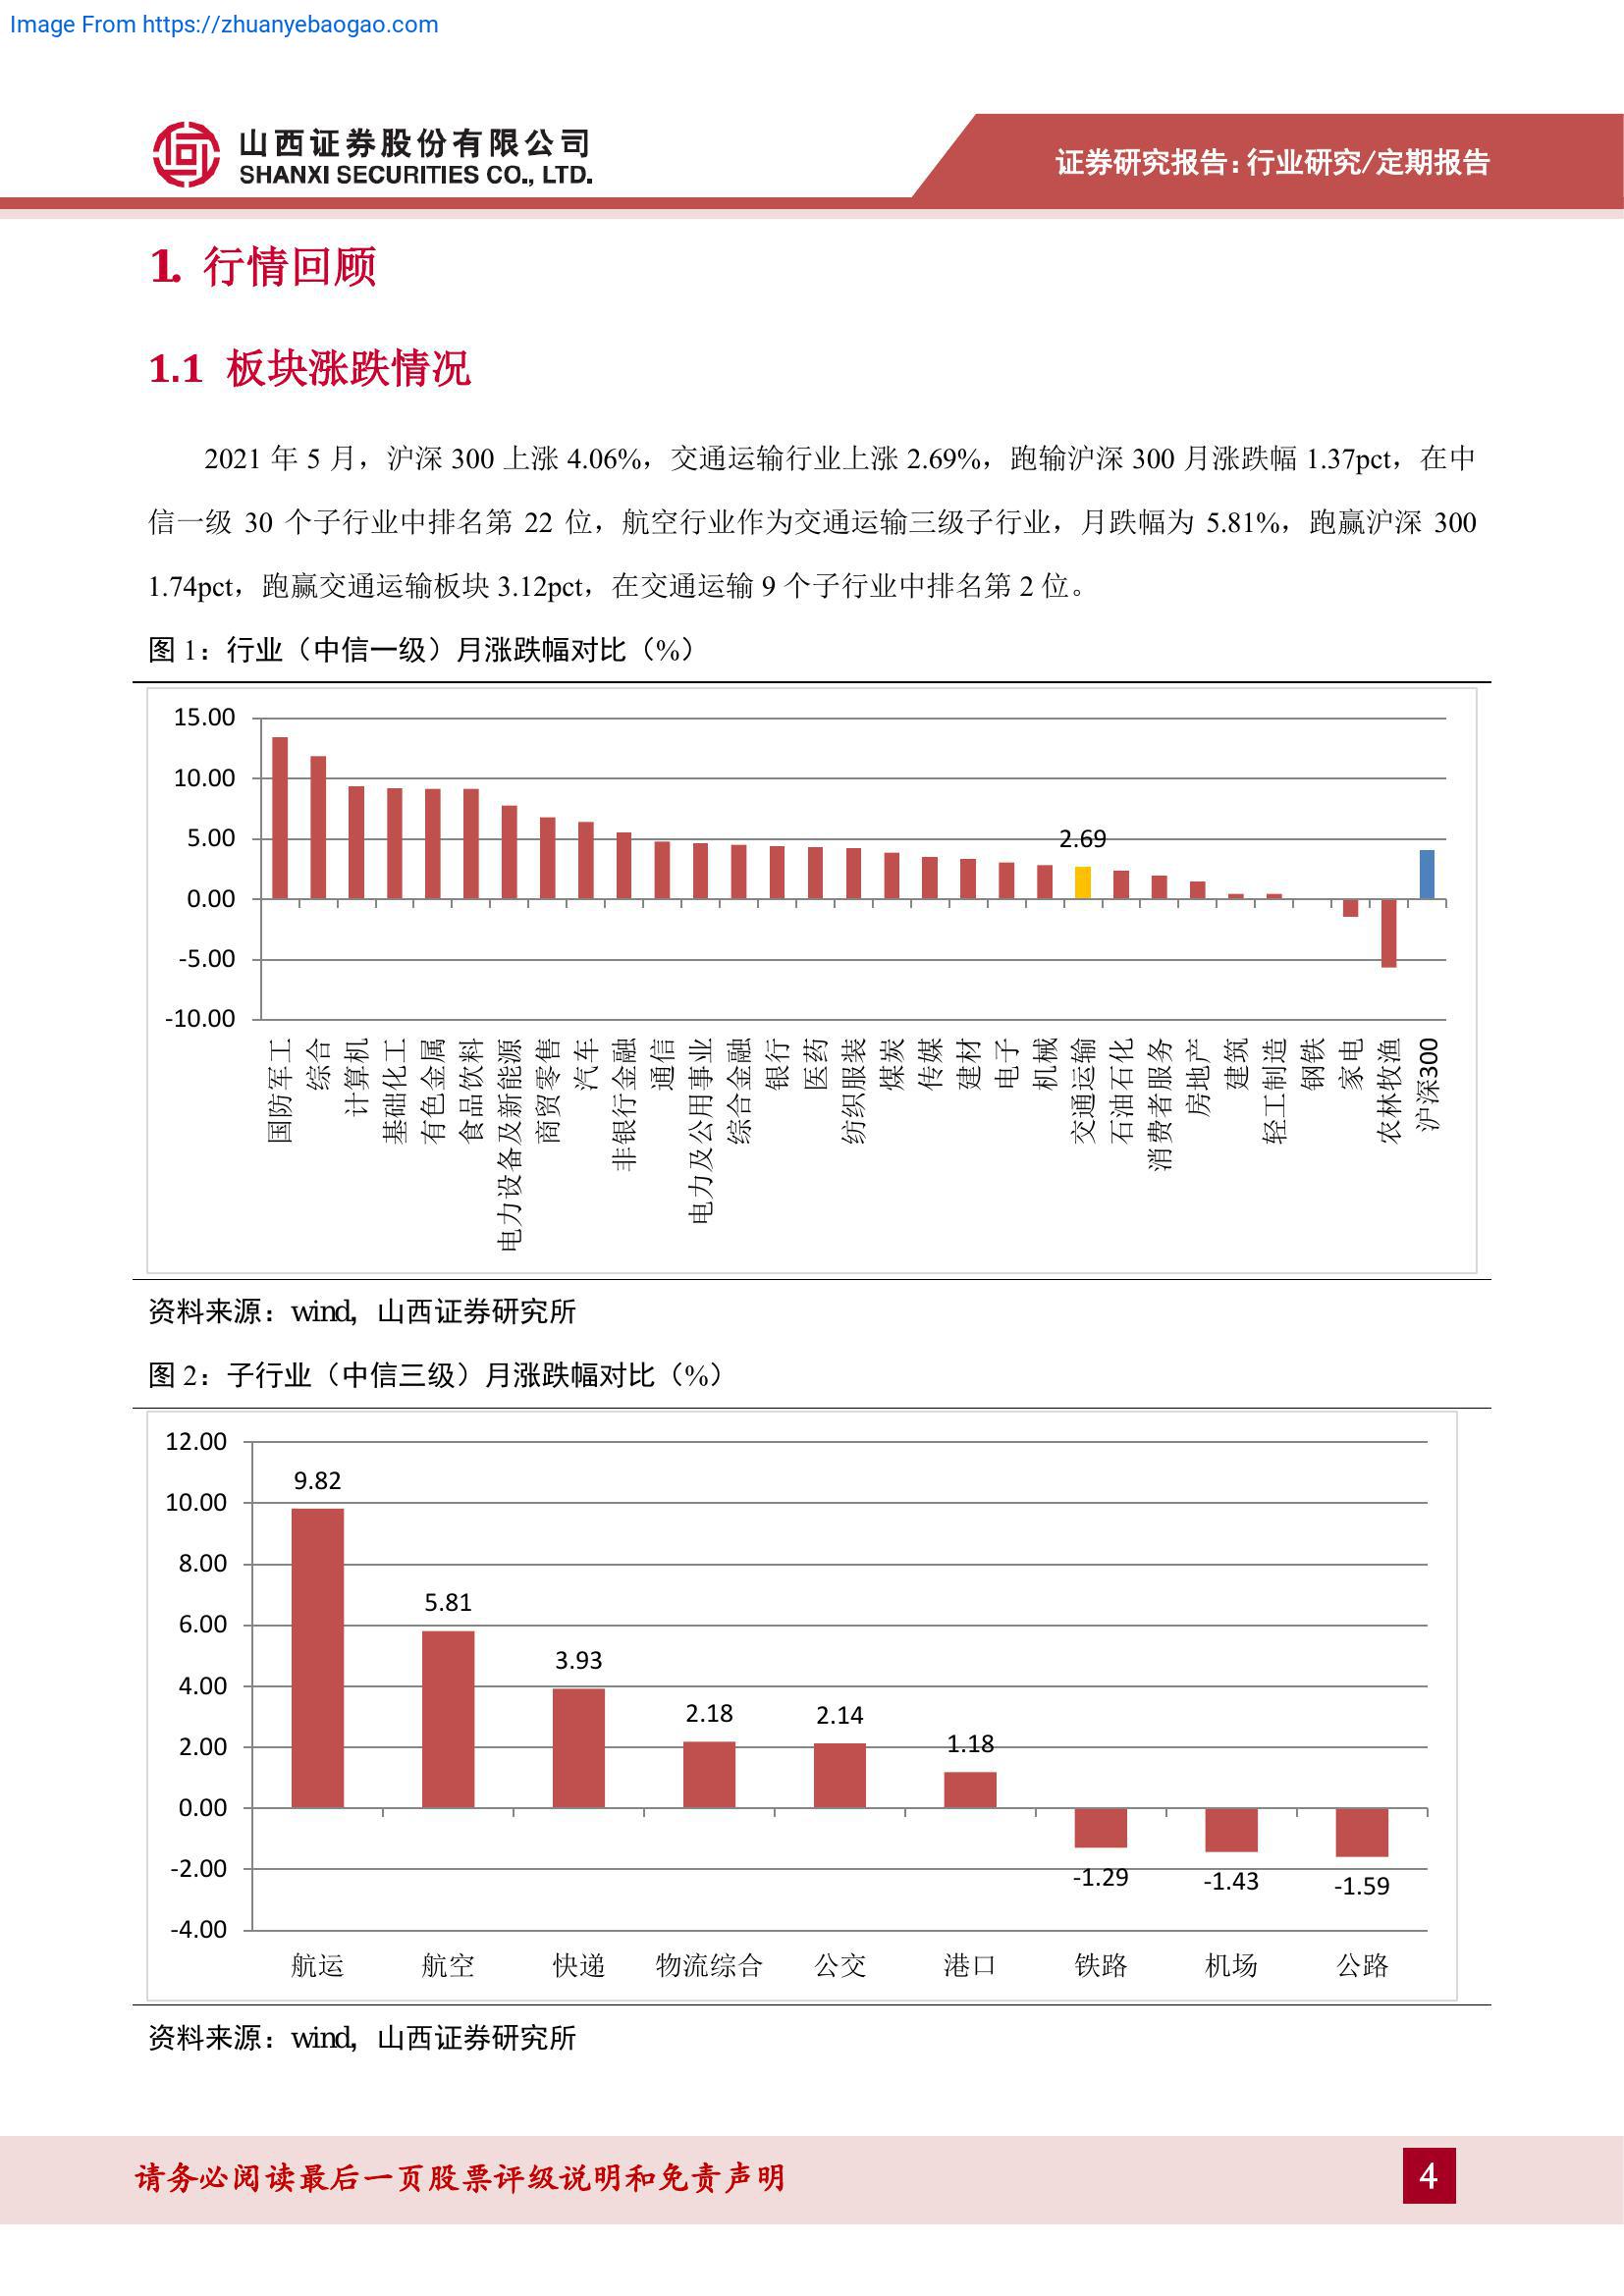 Image From https://zhuanyebaogao.com
山西证券股份有限公司
SHANXI SECURITIES CO., LTD.
证券研究报告：行业研究/定期报告
1. 行情回顾
1.1 板块涨跌情况
2021 年 5 月，沪深 300 上涨 4.06%，交通运输行业上涨 2.69%，跑输沪深 300 月涨跌幅 1.37pct，在中
信一级 30 个子行业中排名第 22 位，航空行业作为交通运输三级子行业，月跌幅为 5.81%，跑赢沪深 300
1.74pct，跑赢交通运输板块 3.12pct，在交通运输 9 个子行业中排名第 2 位。
图 1：行业（中信一级）月涨跌幅对比（%）
15.00
10.00
5.00
0.00
-5.00
-10.00
2.69
国防军工
综合
计算机
基础化工
有色金属
食品饮料
电力设备及新能源
商贸零售
汽车
非银行金融
通信
电力及公用事业
综合金融
银行
医药
纺织服装
煤炭
传媒
建材
电子
机械
交通运输
石油石化
消费者服务
房地产
建筑
轻工制造
钢铁
家电
农林牧渔
沪深300
资料来源：wind，山西证券研究所
图 2：子行业（中信三级）月涨跌幅对比（%）
12.00
10.00
8.00
6.00
4.00
2.00
0.00
-2.00
-4.00
9.82
5.81
3.93
2.18
2.14
1.18
-1.29
-1.43
-1.59
航运
航空
快递
物流综合
公交
港口
铁路
机场
公路
资料来源：wind，山西证券研究所
请务必阅读最后一页股票评级说明和免责声明
4